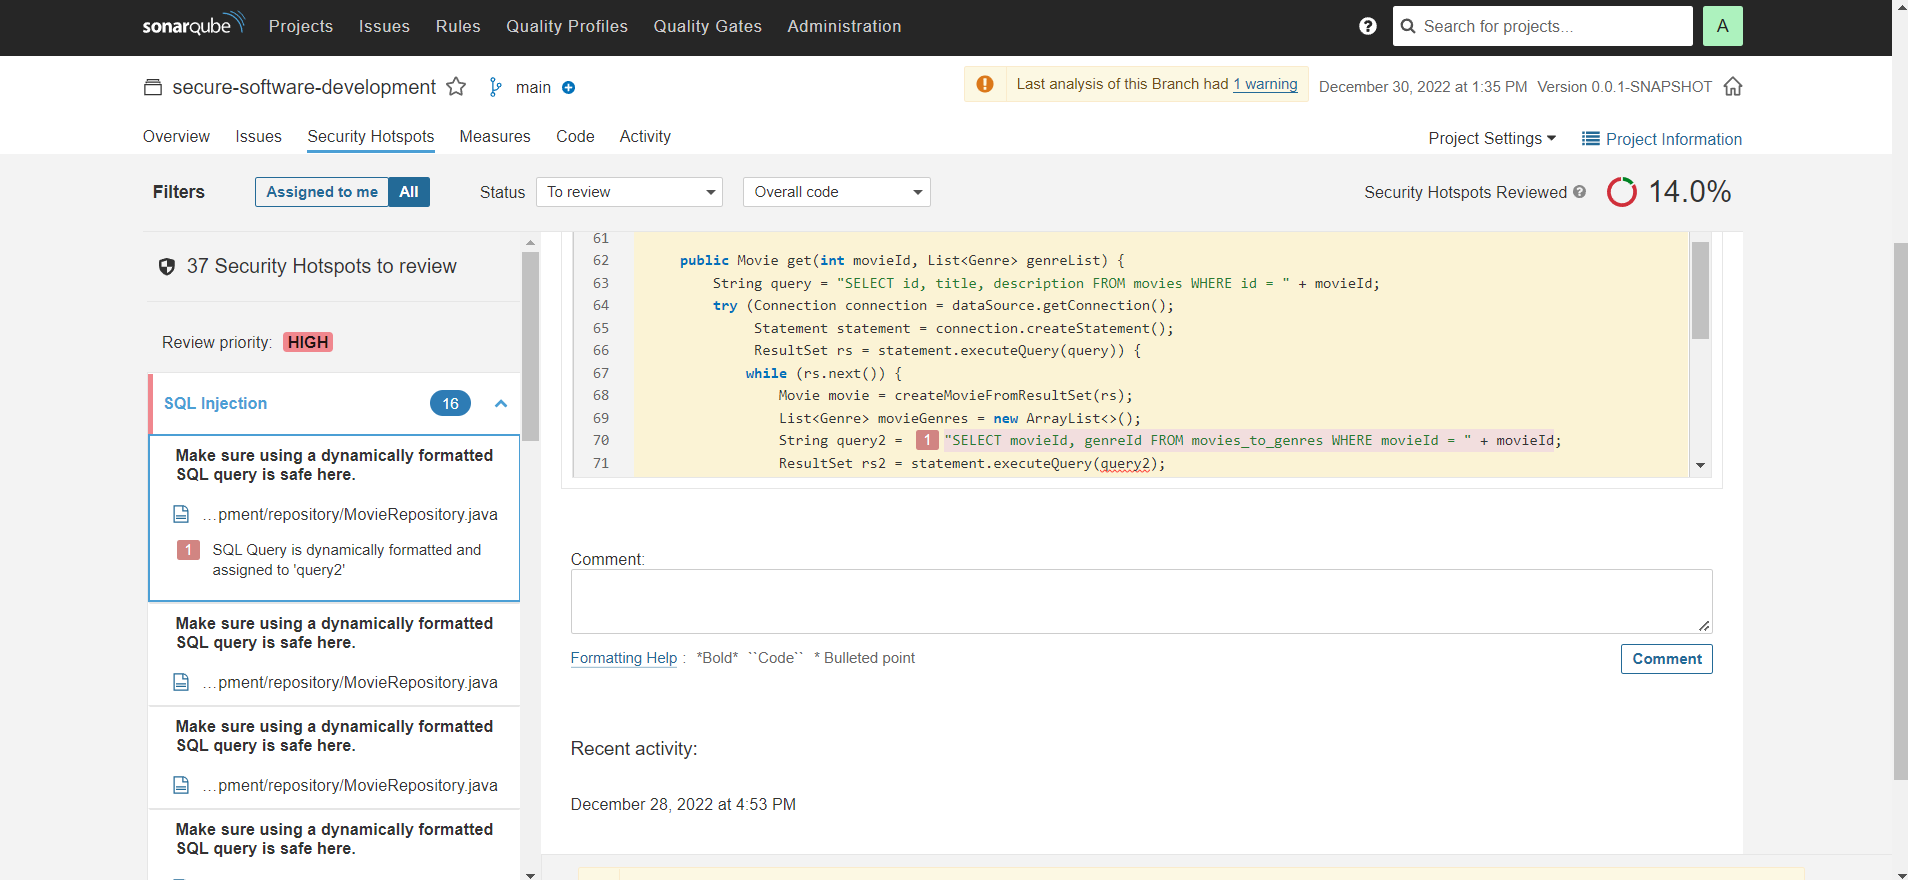 sonarqube Projects Issues Rules Quality Profiles Quality Gates Administration ? Search for projects... A
secure-software-development main Last analysis of this Branch had 1 warning December 30, 2022 at 1:35 PM Version 0.0.1-SNAPSHOT
Overview Issues Security Hotspots Measures Code Activity Project Settings Project Information
Filters Assigned to me All Status To review Overall code Security Hotspots Reviewed ? 14.0%
37 Security Hotspots to review
Review priority: HIGH
SQL Injection 16
Make sure using a dynamically formatted
SQL query is safe here.
...pment/repository/MovieRepository.java
1 SQL Query is dynamically formatted and
assigned to 'query2'
Make sure using a dynamically formatted
SQL query is safe here.
...pment/repository/MovieRepository.java
Make sure using a dynamically formatted
SQL query is safe here.
...pment/repository/MovieRepository.java
Make sure using a dynamically formatted
SQL query is safe here.
61
62 public Movie get(int movieId, List<Genre> genreList) {
63 String query = "SELECT id, title, description FROM movies WHERE id = " + movieId;
64 try (Connection connection = dataSource.getConnection();
65 Statement statement = connection.createStatement();
66 ResultSet rs = statement.executeQuery(query)) {
67 while (rs.next()) {
68 Movie movie = createMovieFromResultSet(rs);
69 List<Genre> movieGenres = new ArrayList<>();
70 String query2 = 1 "SELECT movieId, genreId FROM movies_to_genres WHERE movieId = " + movieId;
71 ResultSet rs2 = statement.executeQuery(query2);
Comment:
Formatting Help : *Bold* ``Code`` * Bulleted point Comment
Recent activity:
December 28, 2022 at 4:53 PM